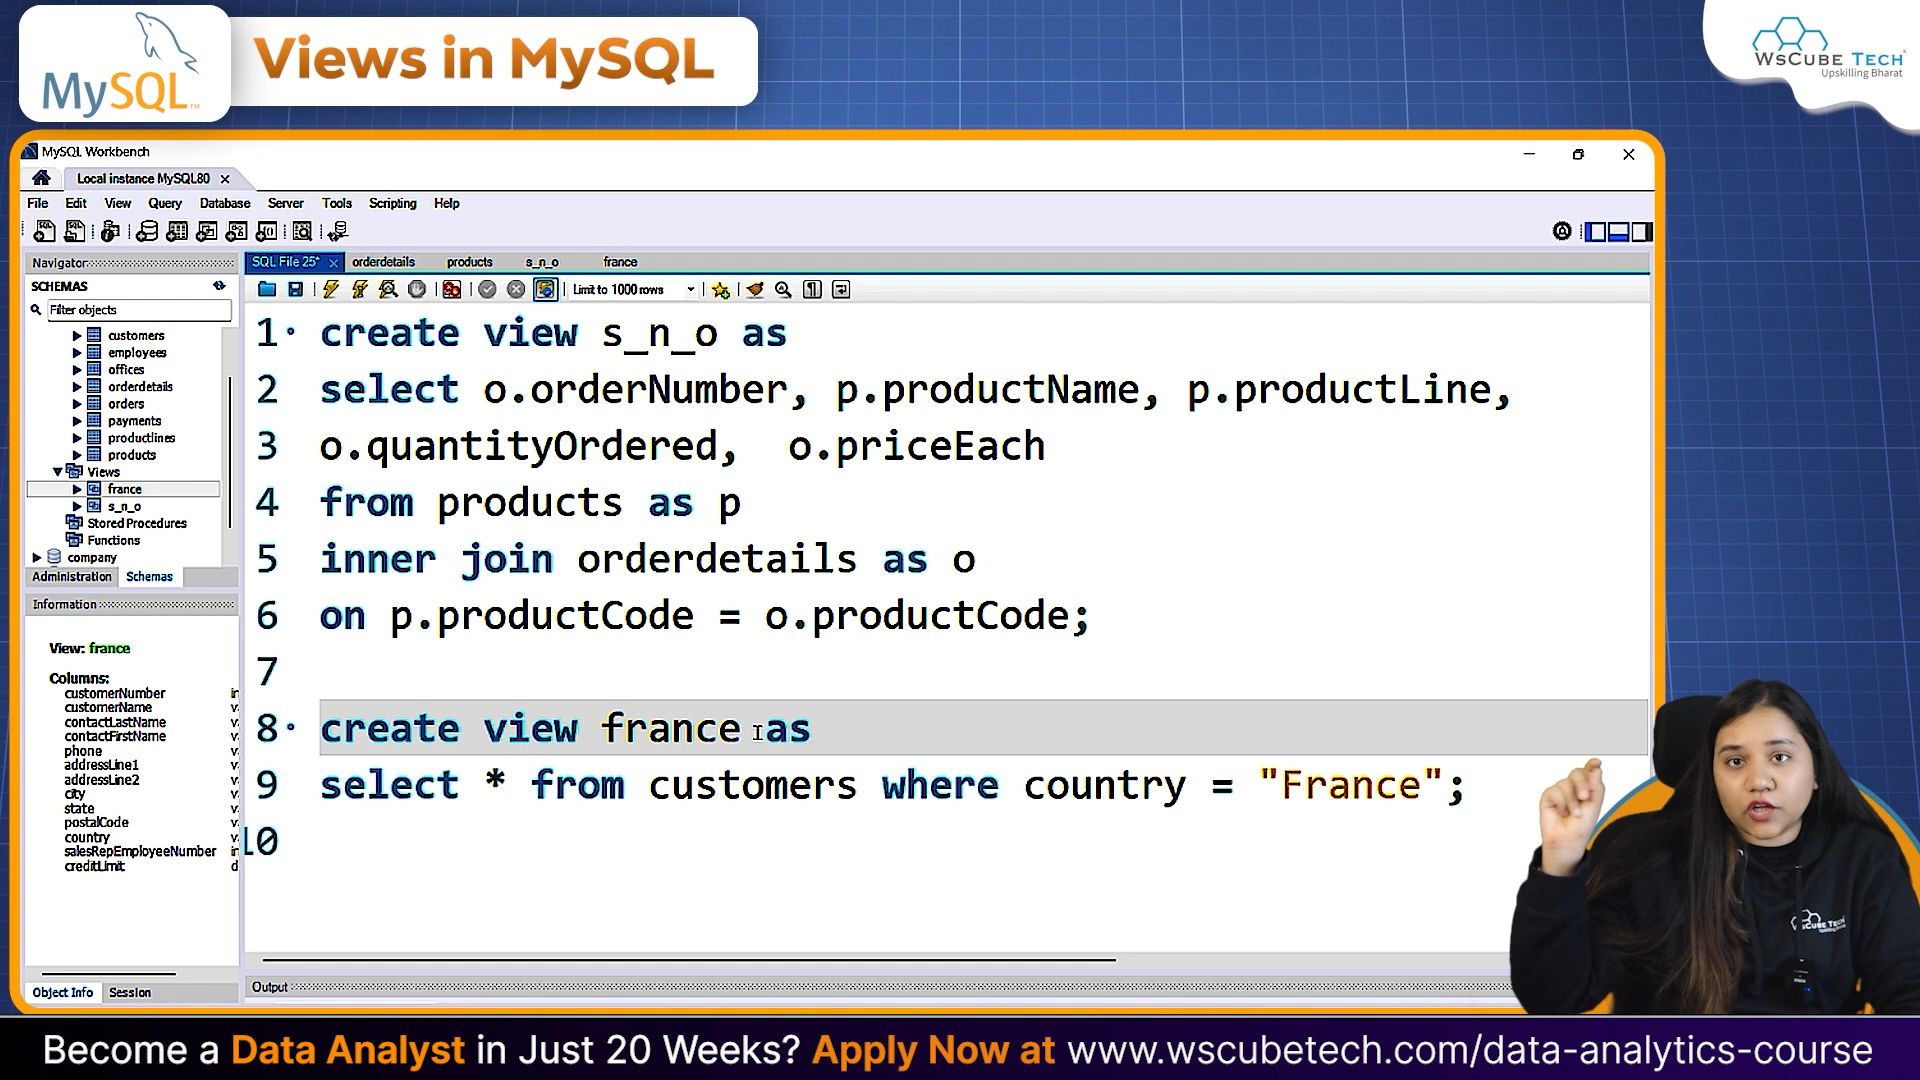 MySQL™
Views in MySQL
WsCube Tech
Upskilling Bharat
MySQL Workbench
Local instance MySQL80
File Edit View Query Database Server Tools Scripting Help
Navigator
SCHEMAS
Filter objects
customers
employees
offices
orderdetails
orders
payments
productlines
products
Views
france
s_n_o
Stored Procedures
Functions
company
Administration Schemas
Information
View: france
Columns:
customerNumber in
customerName v
contactLastName v
contactFirstName v
phone v
addressLine1 v
addressLine2 v
city v
state v
postalCode v
country v
salesRepEmployeeNumber in
creditLimit d
Object Info Session
SQL File 25* orderdetails products s_n_o france
Limit to 1000 rows
1 create view s_n_o as
2 select o.orderNumber, p.productName, p.productLine,
3 o.quantityOrdered, o.priceEach
4 from products as p
5 inner join orderdetails as o
6 on p.productCode = o.productCode;
7
8 create view france as
9 select * from customers where country = "France";
10
Output
WsCube Tech
Become a Data Analyst in Just 20 Weeks? Apply Now at www.wscubetech.com/data-analytics-course